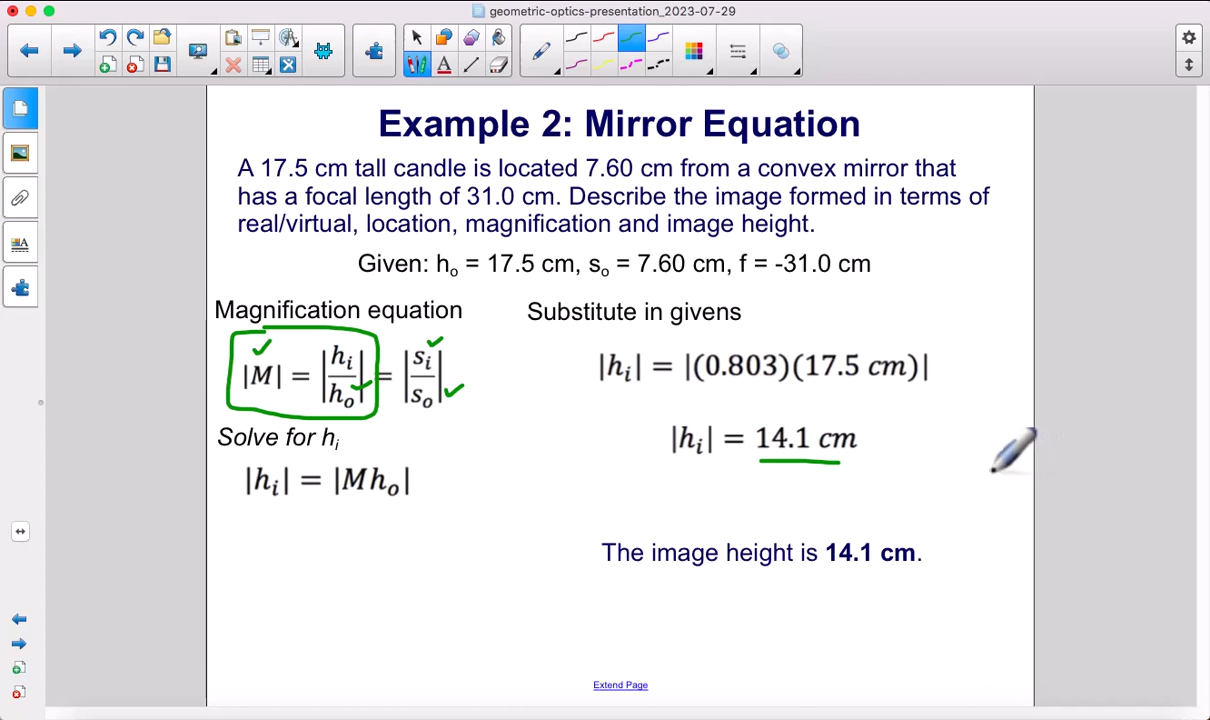 geometric-optics-presentation_2023-07-29
Example 2: Mirror Equation
A 17.5 cm tall candle is located 7.60 cm from a convex mirror that
has a focal length of 31.0 cm. Describe the image formed in terms of
real/virtual, location, magnification and image height.
Given: hₒ = 17.5 cm, sₒ = 7.60 cm, f = -31.0 cm
Magnification equation
|M| = |hᵢ/hₒ| = |sᵢ/sₒ|
Solve for hᵢ
|hᵢ| = |Mhₒ|
Substitute in givens
|hᵢ| = |(0.803)(17.5 cm)|
|hᵢ| = 14.1 cm
The image height is 14.1 cm.
Extend Page